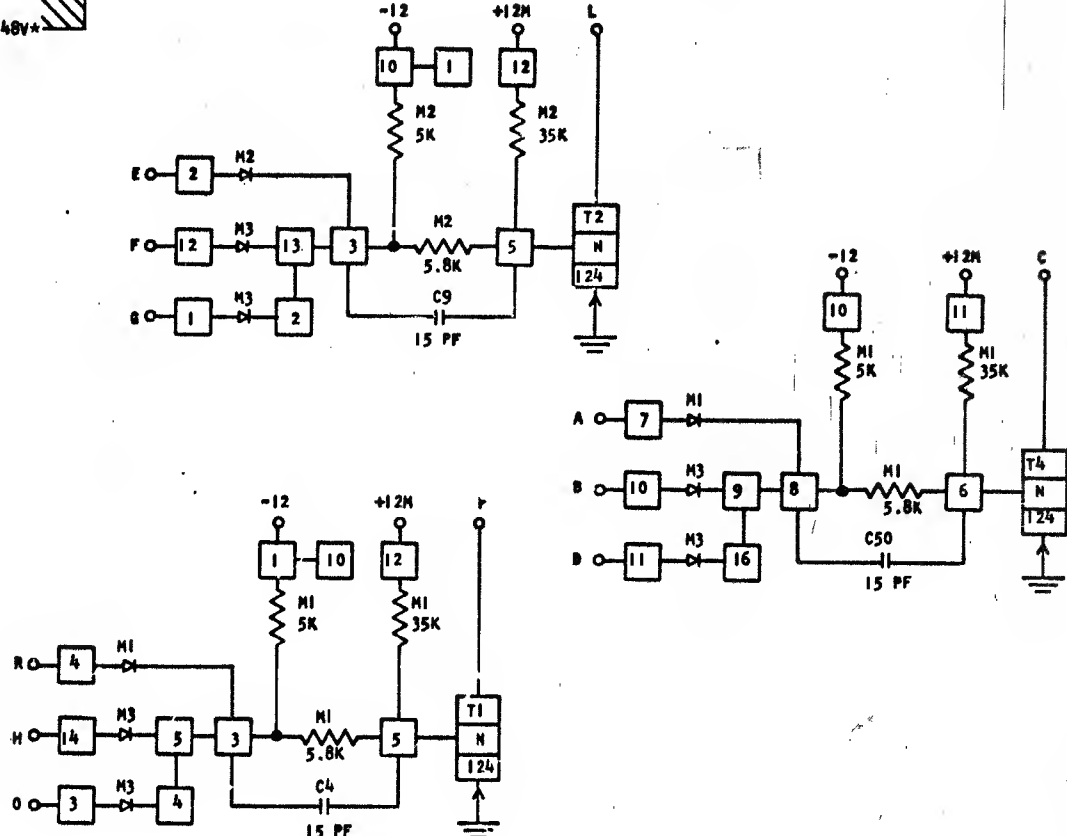 48V*
-12 +12M L
10 1 12
M2 5K M2 35K
E 2 M2
T2
F 12 M3 13 3 M2 5.8K 5 N
I24
G 1 M3 2 C9 15 PF
-12 +12M C
10 11
M1 5K M1 35K
A 7 M1
T4
B 10 M3 9 8 M1 5.8K 6 N
I24
D 11 M3 16 C50 15 PF
-12 +12M
1 10 12
M1 5K M1 35K
R 4 M1
T1
H 14 M3 5 3 M1 5.8K 5 N
I24
O 3 M3 4 C4 15 PF